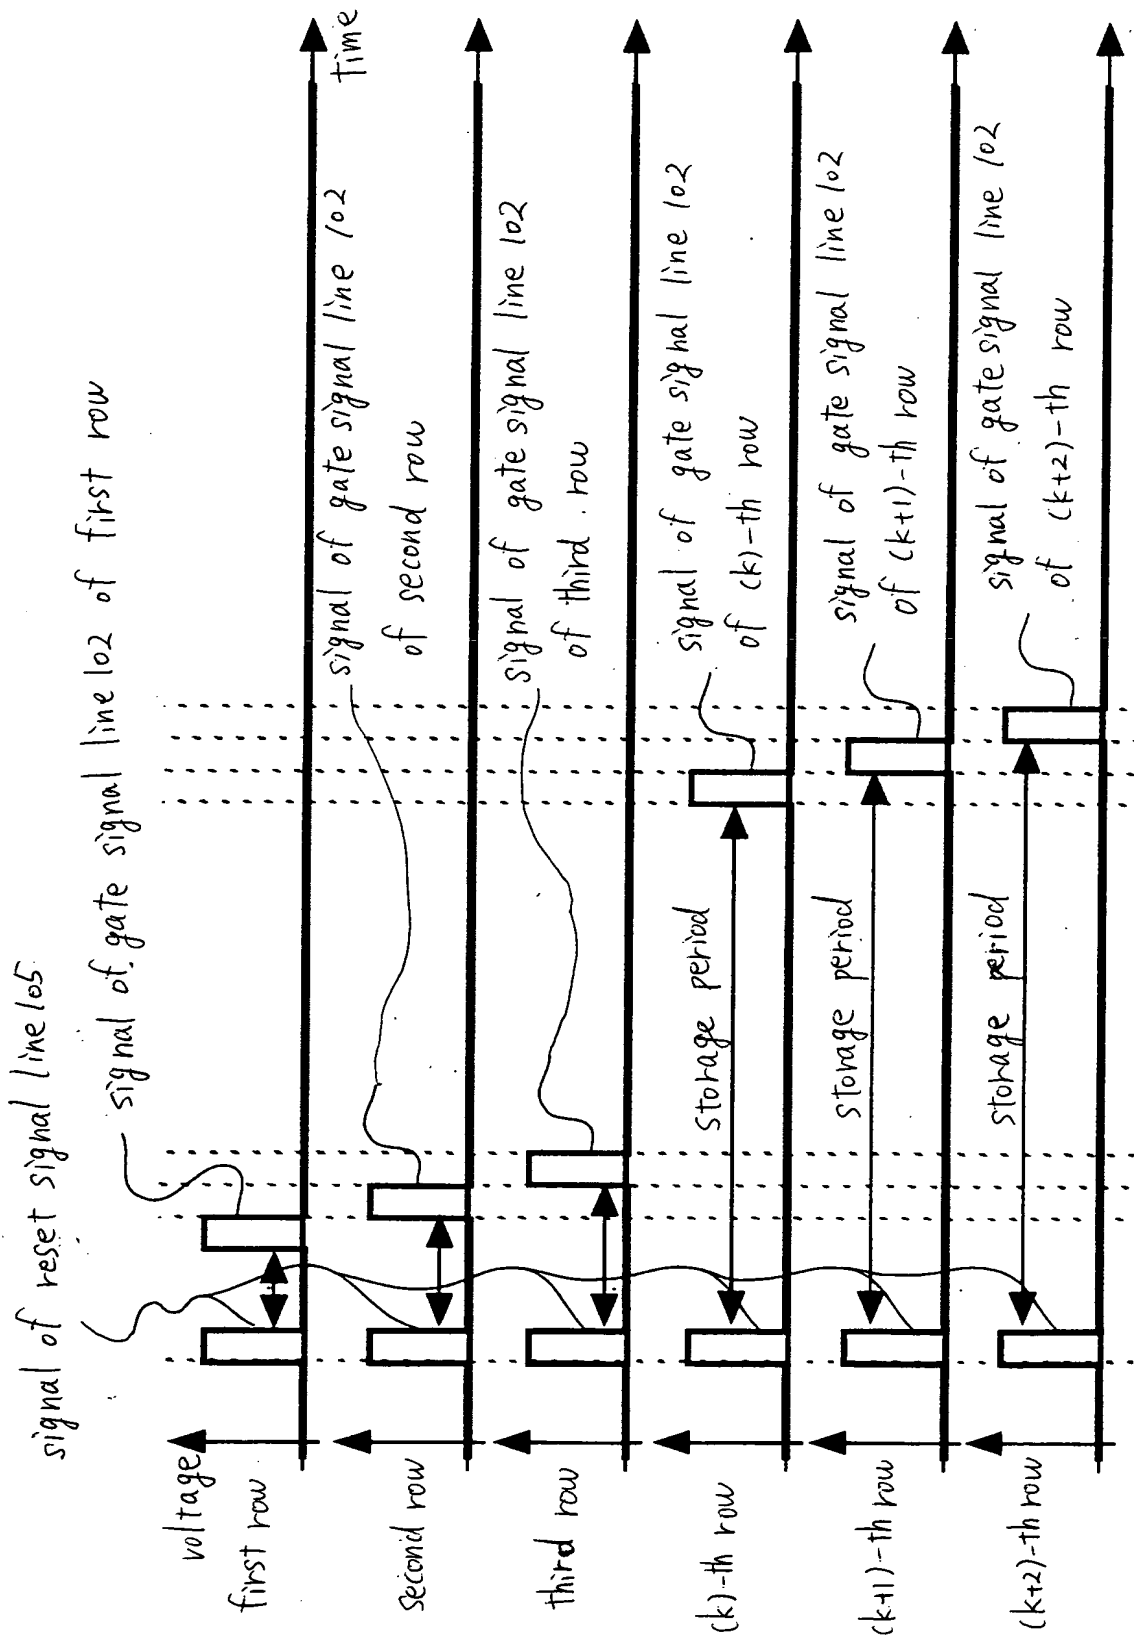 signal of reset signal line 105
signal of gate signal line 102 of first row
voltage
first row
Time
signal of gate signal line 102
of second row
second row
signal of gate signal line 102
of third row
third row
signal of gate signal line 102
of (k)-th row
storage period
(k)-th row
signal of gate signal line 102
of (k+1)-th row
storage period
(k+1)-th row
signal of gate signal line 102
of (k+2)-th row
storage period
(k+2)-th row